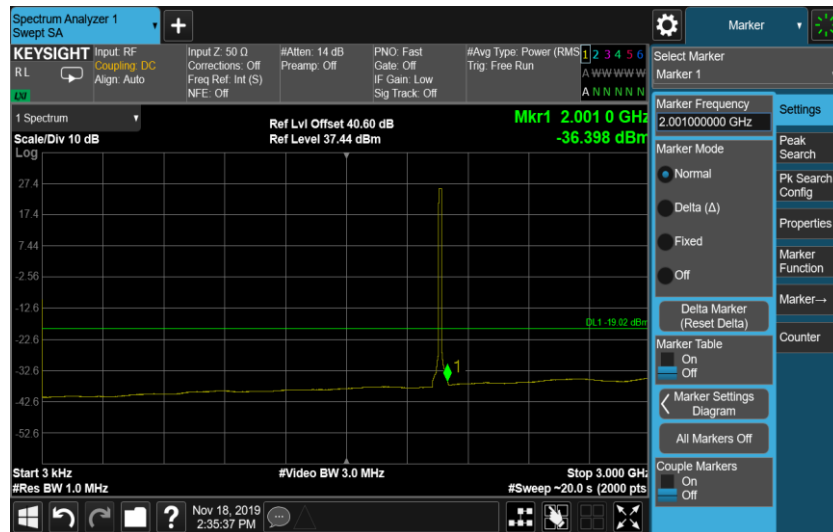 Spectrum Analyzer 1
Swept SA
+
Marker
KEYSIGHT
RL
LXI
Input: RF
Coupling: DC
Align: Auto
Input Z: 50 Ω
Corrections: Off
Freq Ref: Int (S)
NFE: Off
#Atten: 14 dB
Preamp: Off
PNO: Fast
Gate: Off
IF Gain: Low
Sig Track: Off
#Avg Type: Power (RMS
Trig: Free Run
1 2 3 4 5 6
A W W W W W
A N N N N N
1 Spectrum
Scale/Div 10 dB
Log
Ref Lvl Offset 40.60 dB
Ref Level 37.44 dBm
Mkr1 2.001 0 GHz
-36.398 dBm
27.4
17.4
7.44
-2.56
-12.6
-22.6
-32.6
-42.6
-52.6
DL1 -19.02 dBm
1
Start 3 kHz
#Res BW 1.0 MHz
#Video BW 3.0 MHz
Stop 3.000 GHz
#Sweep ~20.0 s (2000 pts
Select Marker
Marker 1
Marker Frequency
2.001000000 GHz
Marker Mode
Normal
Delta (Δ)
Fixed
Off
Delta Marker
(Reset Delta)
Marker Table
On
Off
Marker Settings
Diagram
All Markers Off
Couple Markers
On
Off
Settings
Peak
Search
Pk Search
Config
Properties
Marker
Function
Marker→
Counter
?
Nov 18, 2019
2:35:37 PM